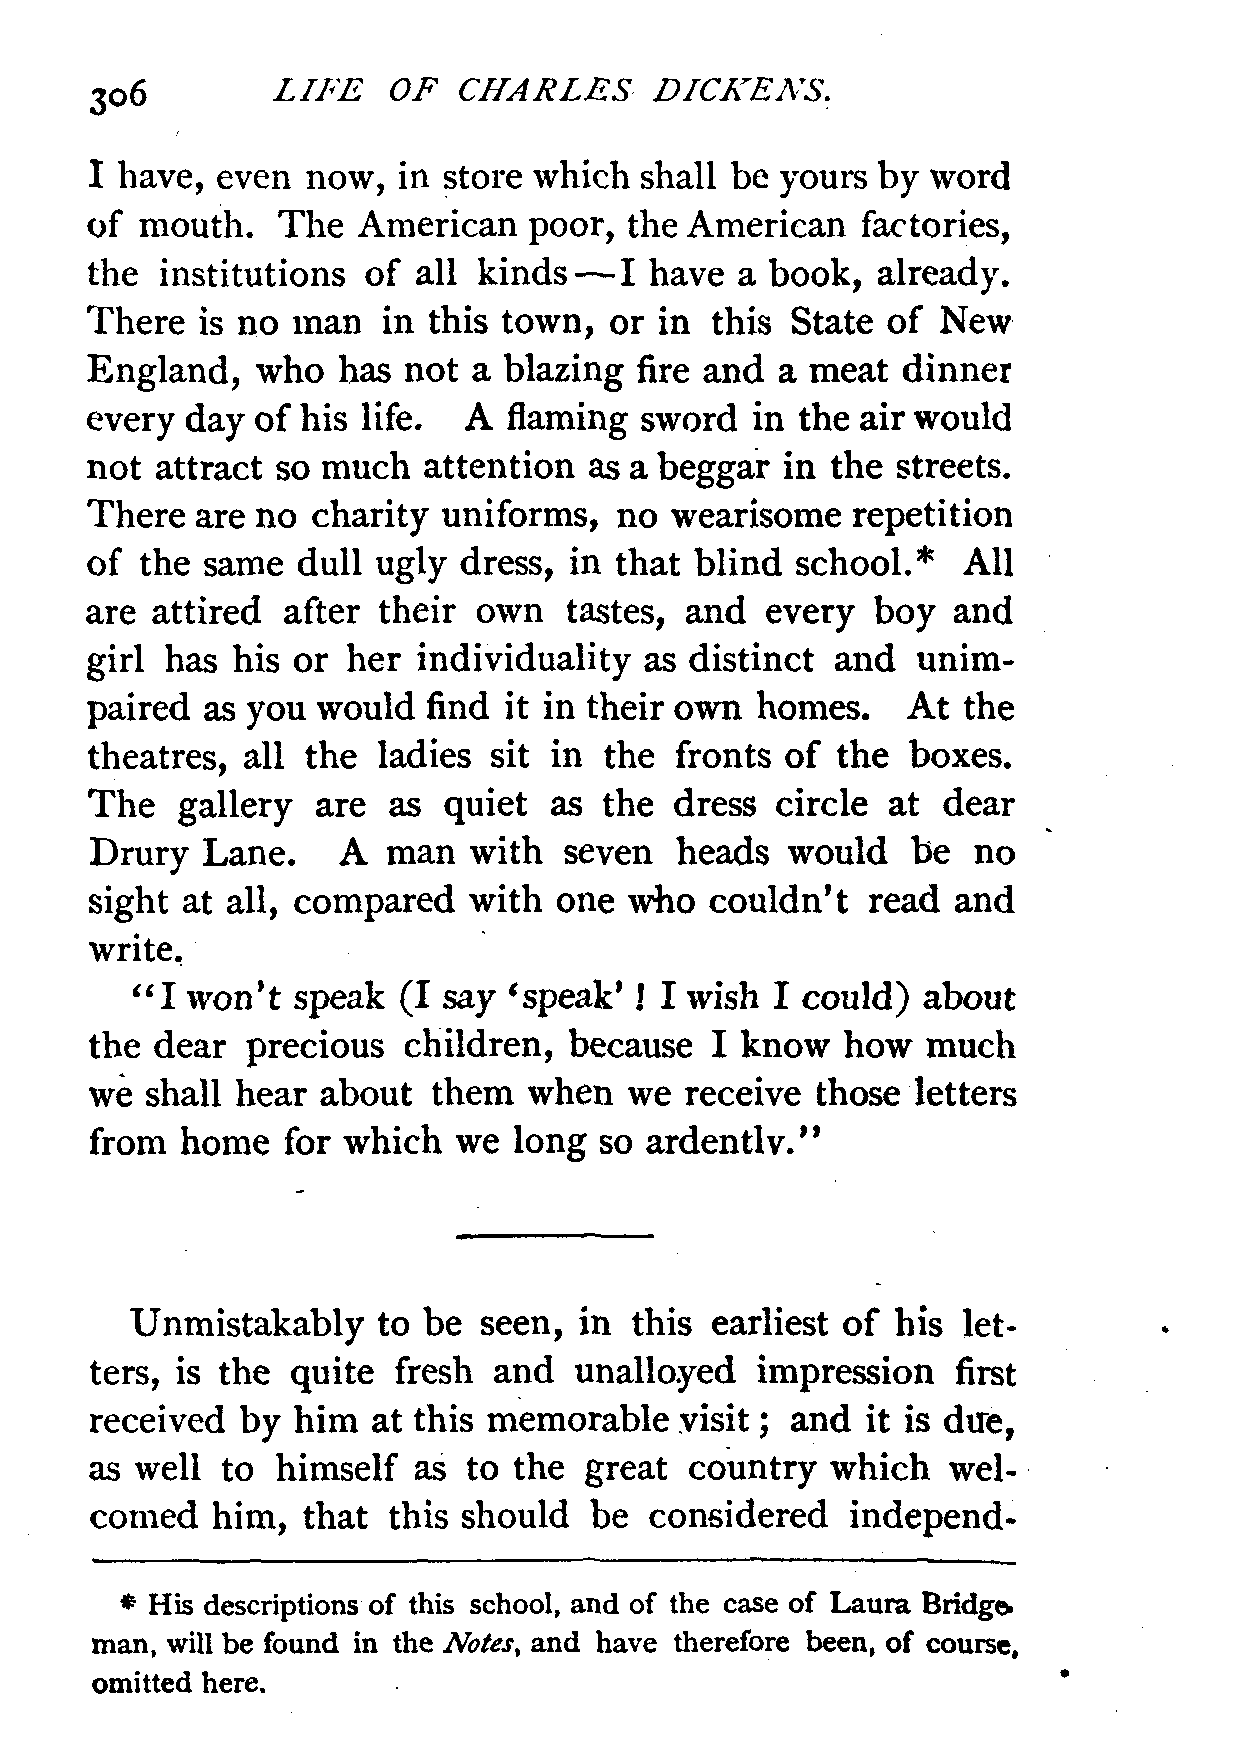 306 LIFE OF CHARLES DICKENS.
I have, even now, in store which shall be yours by word
of mouth. The American poor, the American factories,
the institutions of all kinds—I have a book, already.
There is no man in this town, or in this State of New
England, who has not a blazing fire and a meat dinner
every day of his life. A flaming sword in the air would
not attract so much attention as a beggar in the streets.
There are no charity uniforms, no wearisome repetition
of the same dull ugly dress, in that blind school.* All
are attired after their own tastes, and every boy and
girl has his or her individuality as distinct and unim-
paired as you would find it in their own homes. At the
theatres, all the ladies sit in the fronts of the boxes.
The gallery are as quiet as the dress circle at dear
Drury Lane. A man with seven heads would be no
sight at all, compared with one who couldn't read and
write.
"I won't speak (I say 'speak' ! I wish I could) about
the dear precious children, because I know how much
we shall hear about them when we receive those letters
from home for which we long so ardently."
Unmistakably to be seen, in this earliest of his let-
ters, is the quite fresh and unalloyed impression first
received by him at this memorable visit ; and it is due,
as well to himself as to the great country which wel-
comed him, that this should be considered independ-
* His descriptions of this school, and of the case of Laura Bridge-
man, will be found in the Notes, and have therefore been, of course,
omitted here.